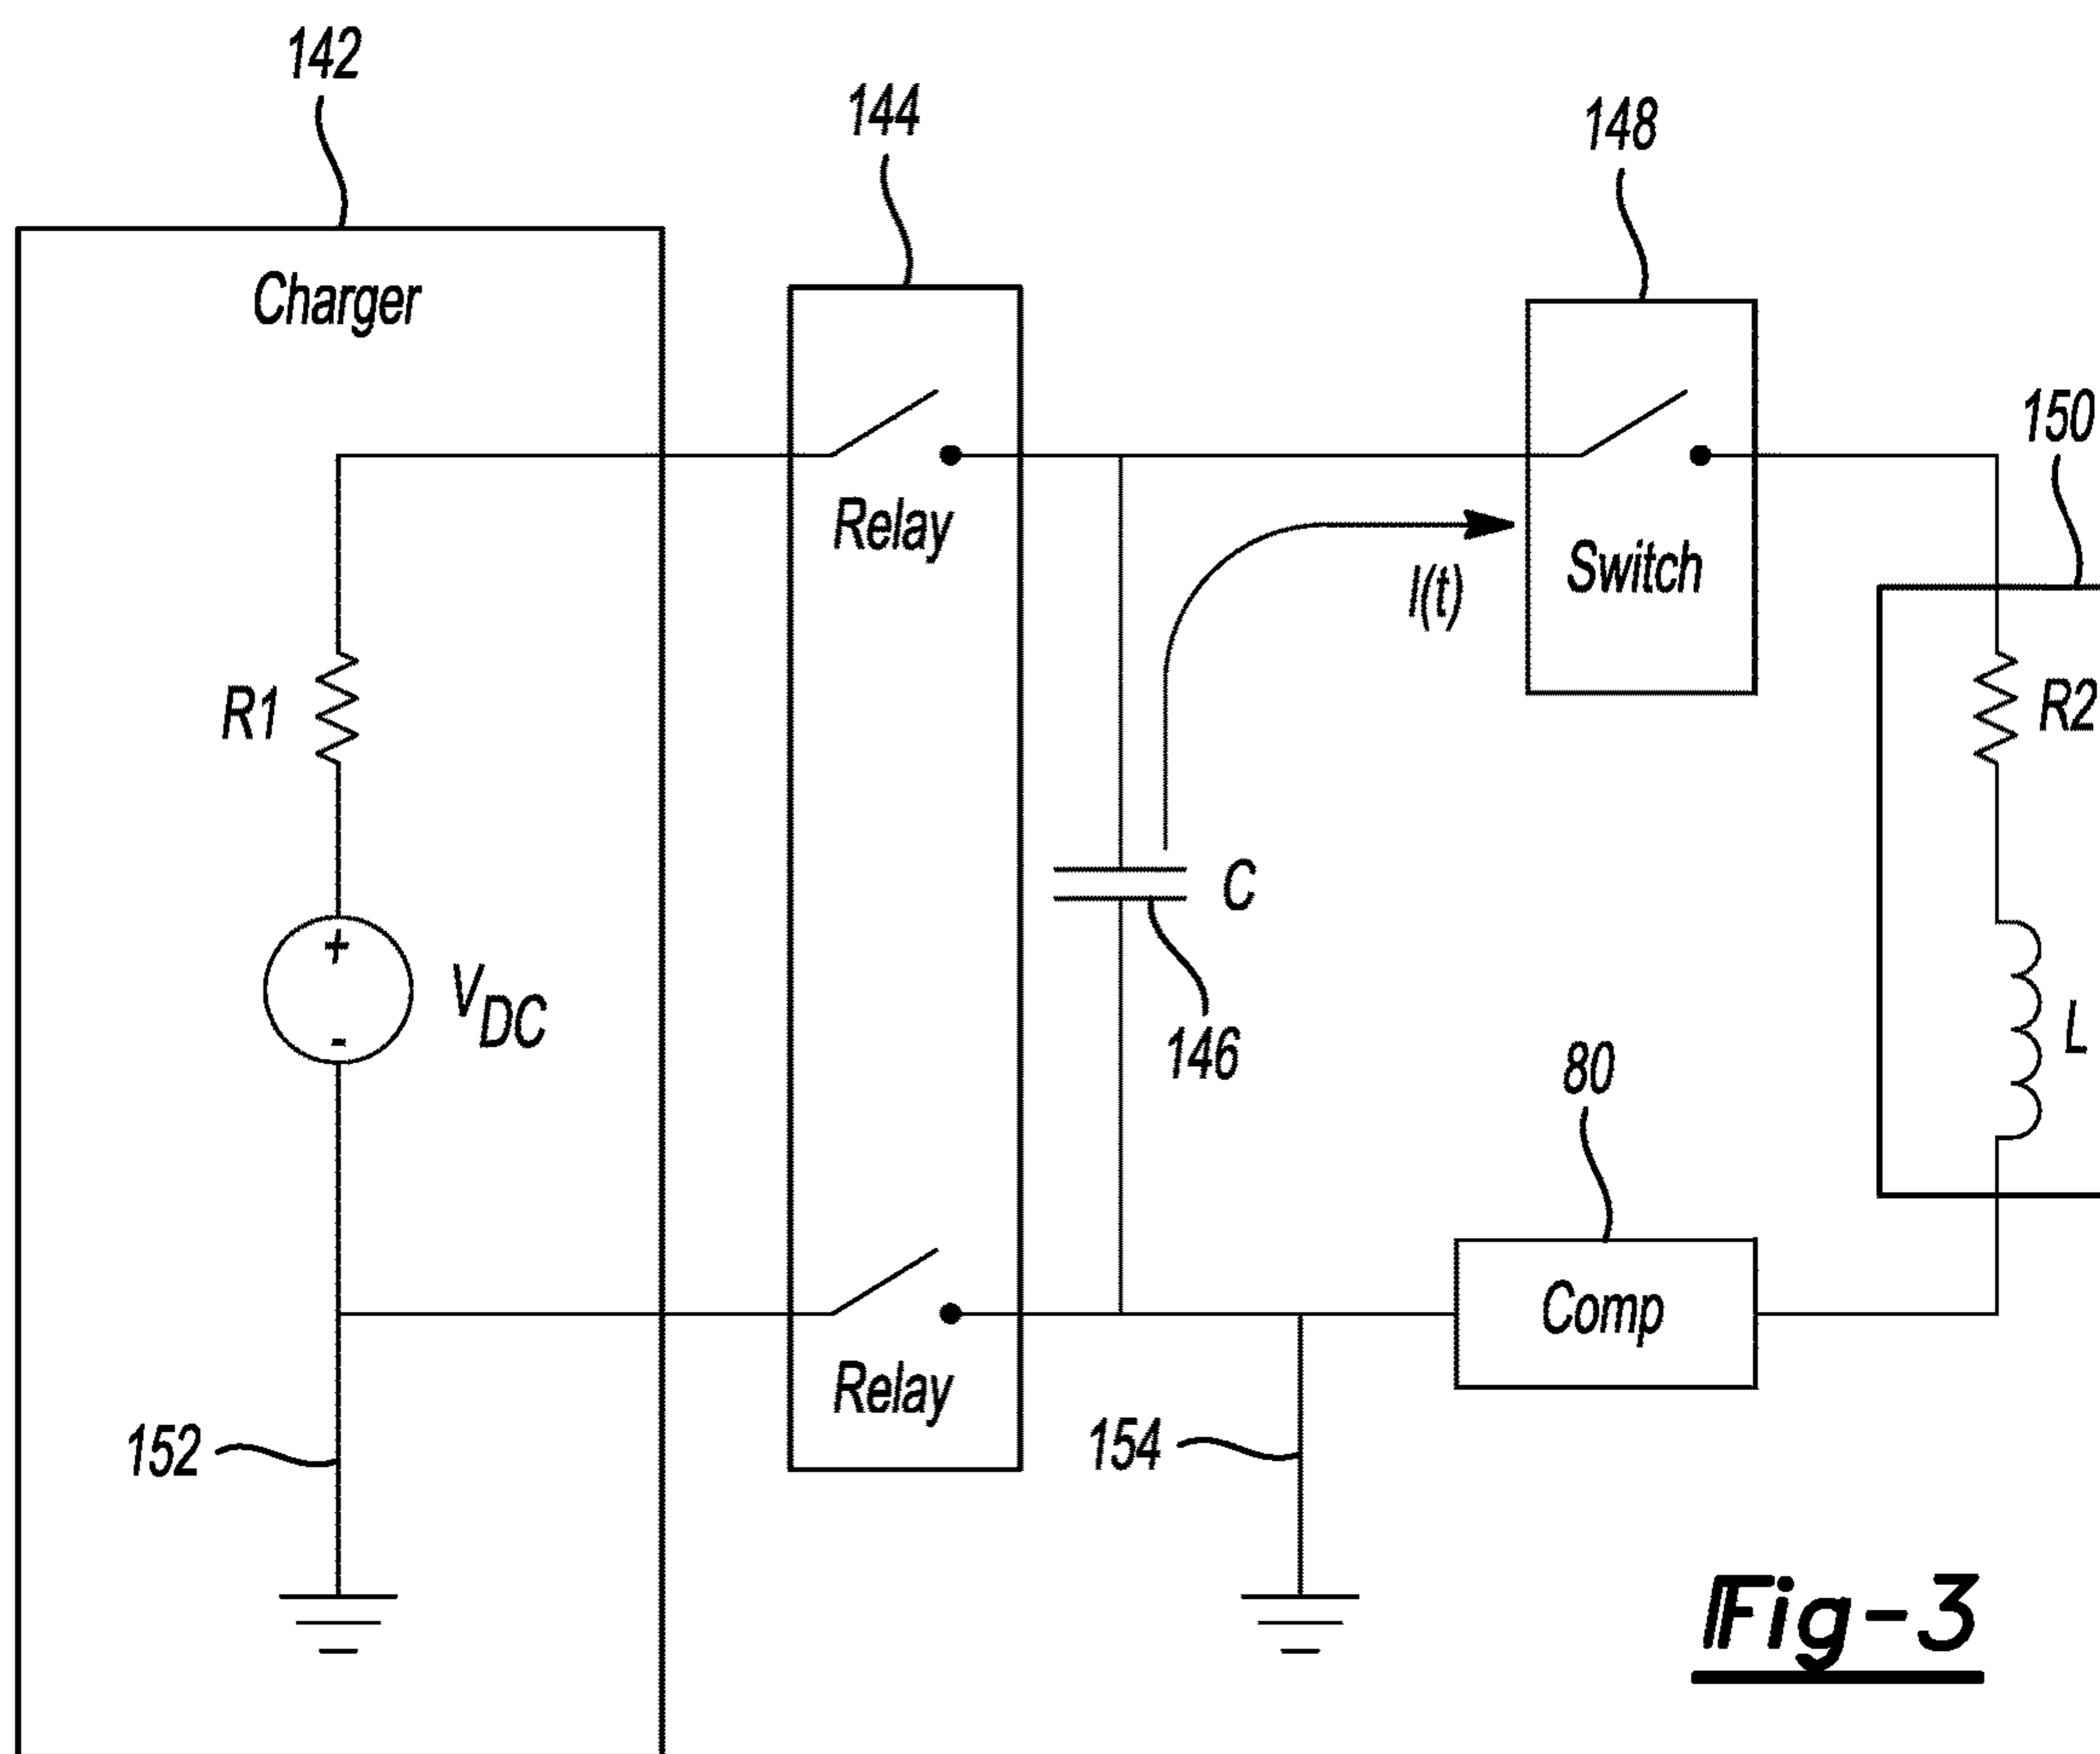 142
144
148
Charger
150
Relay
I(t)
Switch
R1
R2
C
+
-
VDC
146
80
L
Comp
Relay
152
154
Fig-3